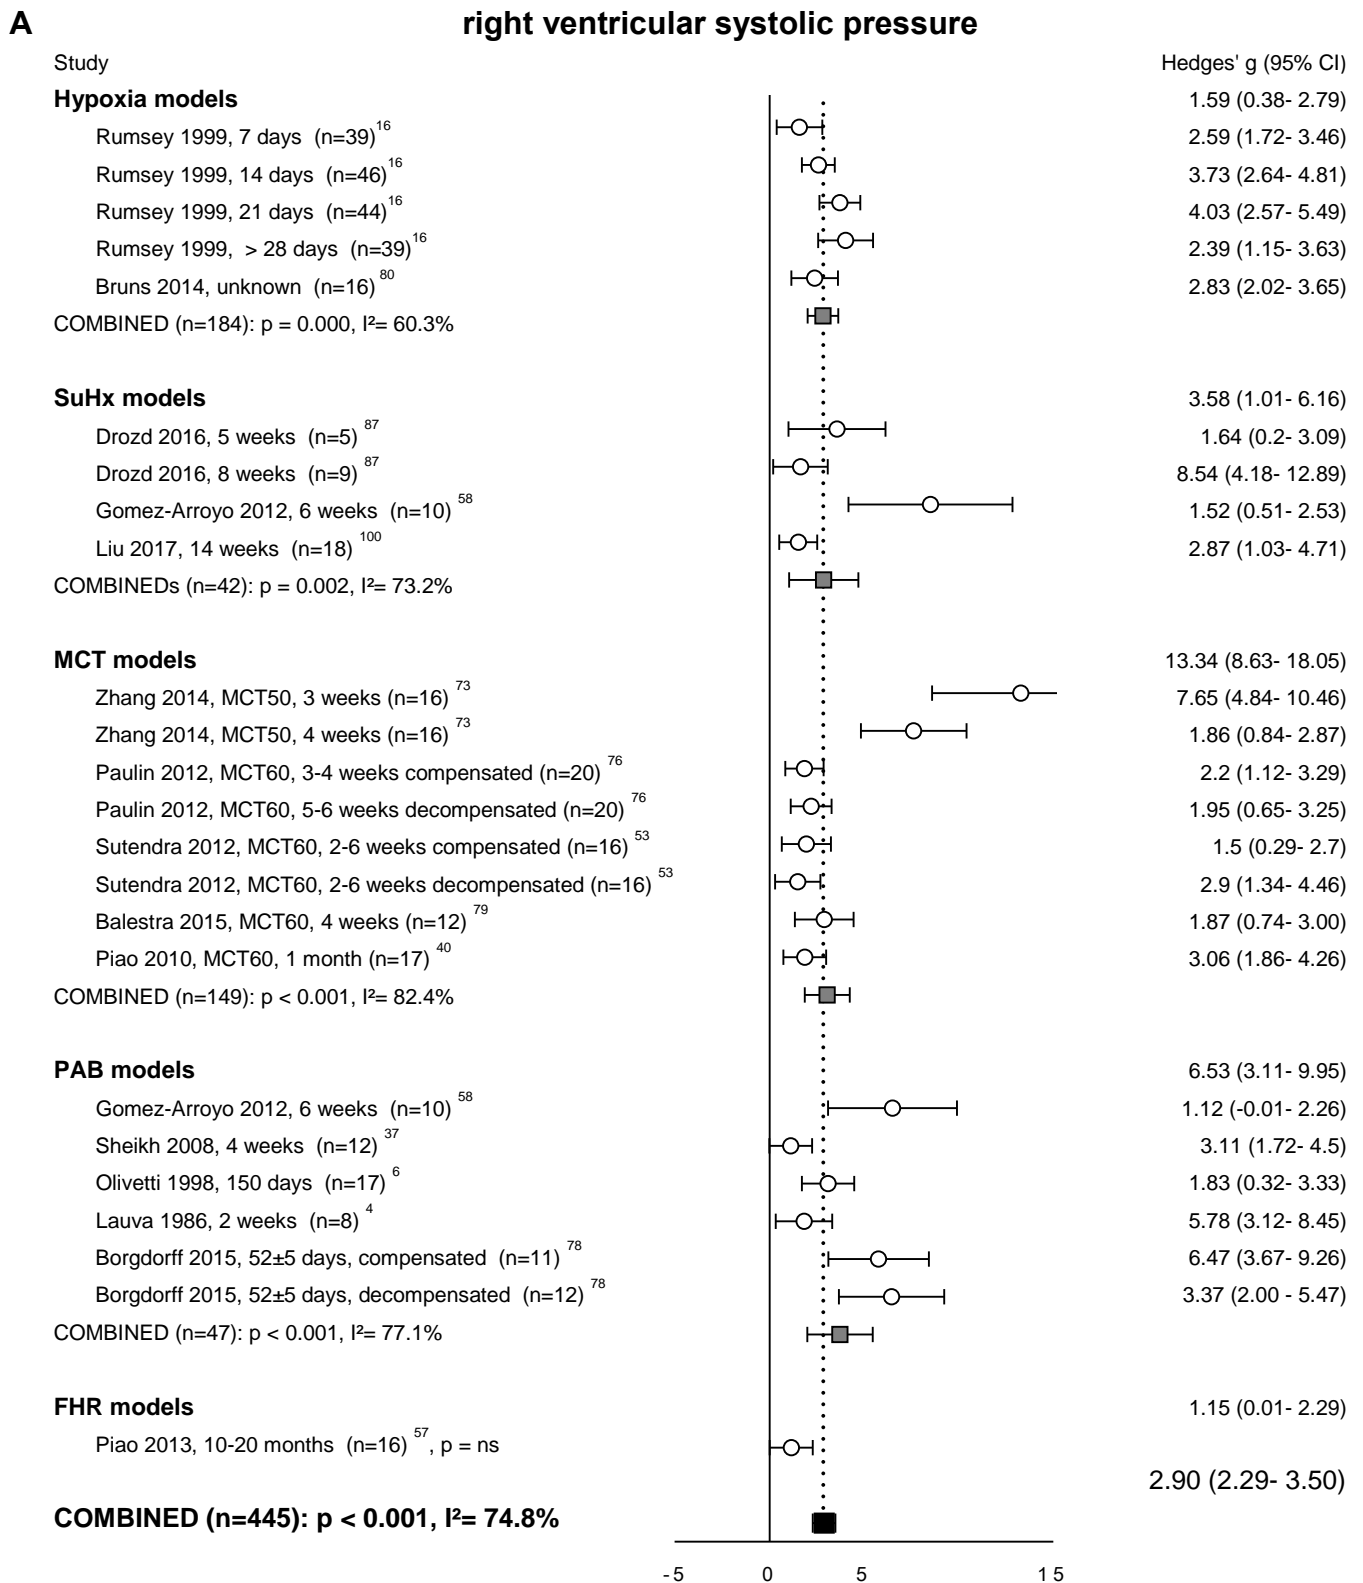 A right ventricular systolic pressure
Study Hedges' g (95% CI)
Hypoxia models 1.59 (0.38- 2.79)
Rumsey 1999, 7 days (n=39)16 2.59 (1.72- 3.46)
Rumsey 1999, 14 days (n=46)16 3.73 (2.64- 4.81)
Rumsey 1999, 21 days (n=44)16 4.03 (2.57- 5.49)
Rumsey 1999, > 28 days (n=39)16 2.39 (1.15- 3.63)
Bruns 2014, unknown (n=16) 80 2.83 (2.02- 3.65)
COMBINED (n=184): p = 0.000, I²= 60.3%
SuHx models 3.58 (1.01- 6.16)
Drozd 2016, 5 weeks (n=5) 87 1.64 (0.2- 3.09)
Drozd 2016, 8 weeks (n=9) 87 8.54 (4.18- 12.89)
Gomez-Arroyo 2012, 6 weeks (n=10) 58 1.52 (0.51- 2.53)
Liu 2017, 14 weeks (n=18) 100 2.87 (1.03- 4.71)
COMBINEDs (n=42): p = 0.002, I²= 73.2%
MCT models 13.34 (8.63- 18.05)
Zhang 2014, MCT50, 3 weeks (n=16) 73 7.65 (4.84- 10.46)
Zhang 2014, MCT50, 4 weeks (n=16) 73 1.86 (0.84- 2.87)
Paulin 2012, MCT60, 3-4 weeks compensated (n=20) 76 2.2 (1.12- 3.29)
Paulin 2012, MCT60, 5-6 weeks decompensated (n=20) 76 1.95 (0.65- 3.25)
Sutendra 2012, MCT60, 2-6 weeks compensated (n=16) 53 1.5 (0.29- 2.7)
Sutendra 2012, MCT60, 2-6 weeks decompensated (n=16) 53 2.9 (1.34- 4.46)
Balestra 2015, MCT60, 4 weeks (n=12) 79 1.87 (0.74- 3.00)
Piao 2010, MCT60, 1 month (n=17) 40 3.06 (1.86- 4.26)
COMBINED (n=149): p < 0.001, I²= 82.4%
PAB models 6.53 (3.11- 9.95)
Gomez-Arroyo 2012, 6 weeks (n=10) 58 1.12 (-0.01- 2.26)
Sheikh 2008, 4 weeks (n=12) 37 3.11 (1.72- 4.5)
Olivetti 1998, 150 days (n=17) 6 1.83 (0.32- 3.33)
Lauva 1986, 2 weeks (n=8) 4 5.78 (3.12- 8.45)
Borgdorff 2015, 52±5 days, compensated (n=11) 78 6.47 (3.67- 9.26)
Borgdorff 2015, 52±5 days, decompensated (n=12) 78 3.37 (2.00 - 5.47)
COMBINED (n=47): p < 0.001, I²= 77.1%
FHR models 1.15 (0.01- 2.29)
Piao 2013, 10-20 months (n=16) 57, p = ns
2.90 (2.29- 3.50)
COMBINED (n=445): p < 0.001, I²= 74.8%
-5 0 5 15